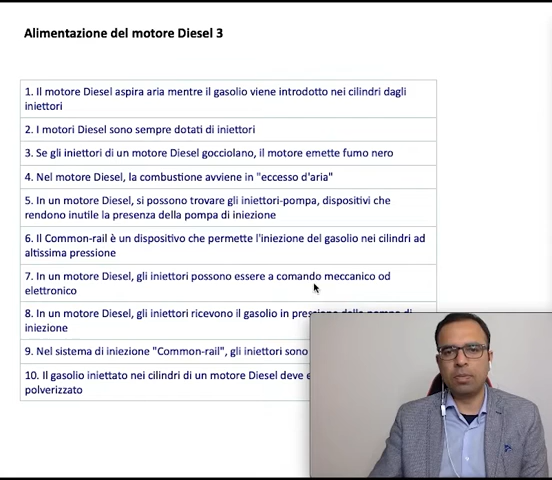 Alimentazione del motore Diesel 3
1. Il motore Diesel aspira aria mentre il gasolio viene introdotto nei cilindri dagli
iniettori
2. I motori Diesel sono sempre dotati di iniettori
3. Se gli iniettori di un motore Diesel gocciolano, il motore emette fumo nero
4. Nel motore Diesel, la combustione avviene in "eccesso d'aria"
5. In un motore Diesel, si possono trovare gli iniettori-pompa, dispositivi che
rendono inutile la presenza della pompa di iniezione
6. Il Common-rail è un dispositivo che permette l'iniezione del gasolio nei cilindri ad
altissima pressione
7. In un motore Diesel, gli iniettori possono essere a comando meccanico od
elettronico
8. In un motore Diesel, gli iniettori ricevono il gasolio in pressione dalla pompa di
iniezione
9. Nel sistema di iniezione "Common-rail", gli iniettori sono
10. Il gasolio iniettato nei cilindri di un motore Diesel deve
polverizzato